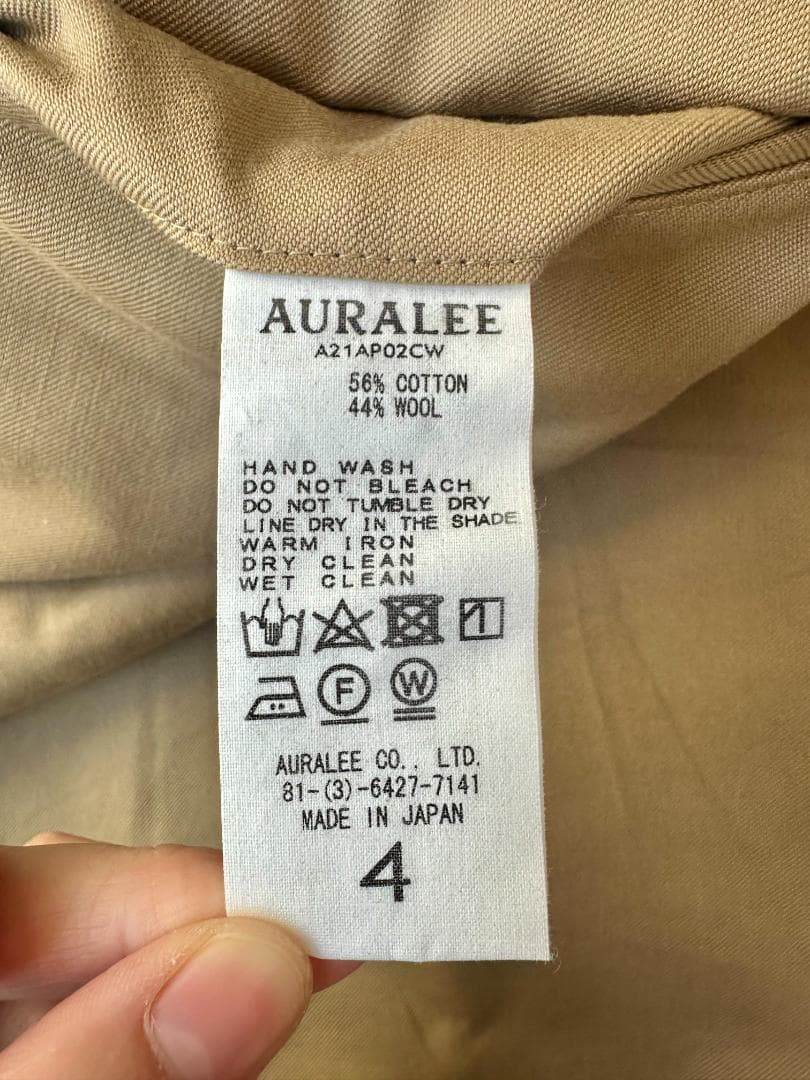 AURALEE
A21AP02CW
56% COTTON
44% WOOL
HAND WASH
DO NOT BLEACH
DO NOT TUMBLE DRY
LINE DRY IN THE SHADE
WARM IRON
DRY CLEAN
WET CLEAN
F W
AURALEE CO., LTD.
81-(3)-6427-7141
MADE IN JAPAN
4